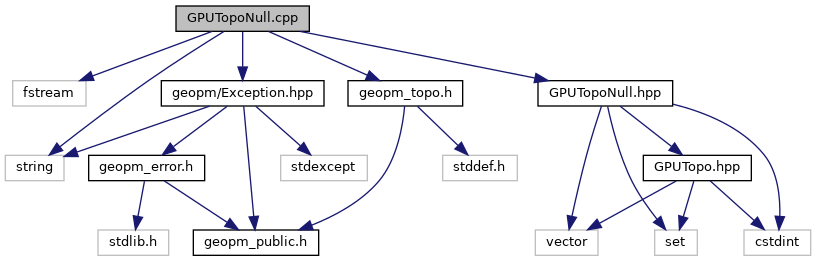 GPUTopoNull.cpp
fstream
geopm/Exception.hpp
geopm_topo.h
GPUTopoNull.hpp
string
geopm_error.h
stdexcept
stddef.h
GPUTopo.hpp
stdlib.h
geopm_public.h
vector
set
cstdint